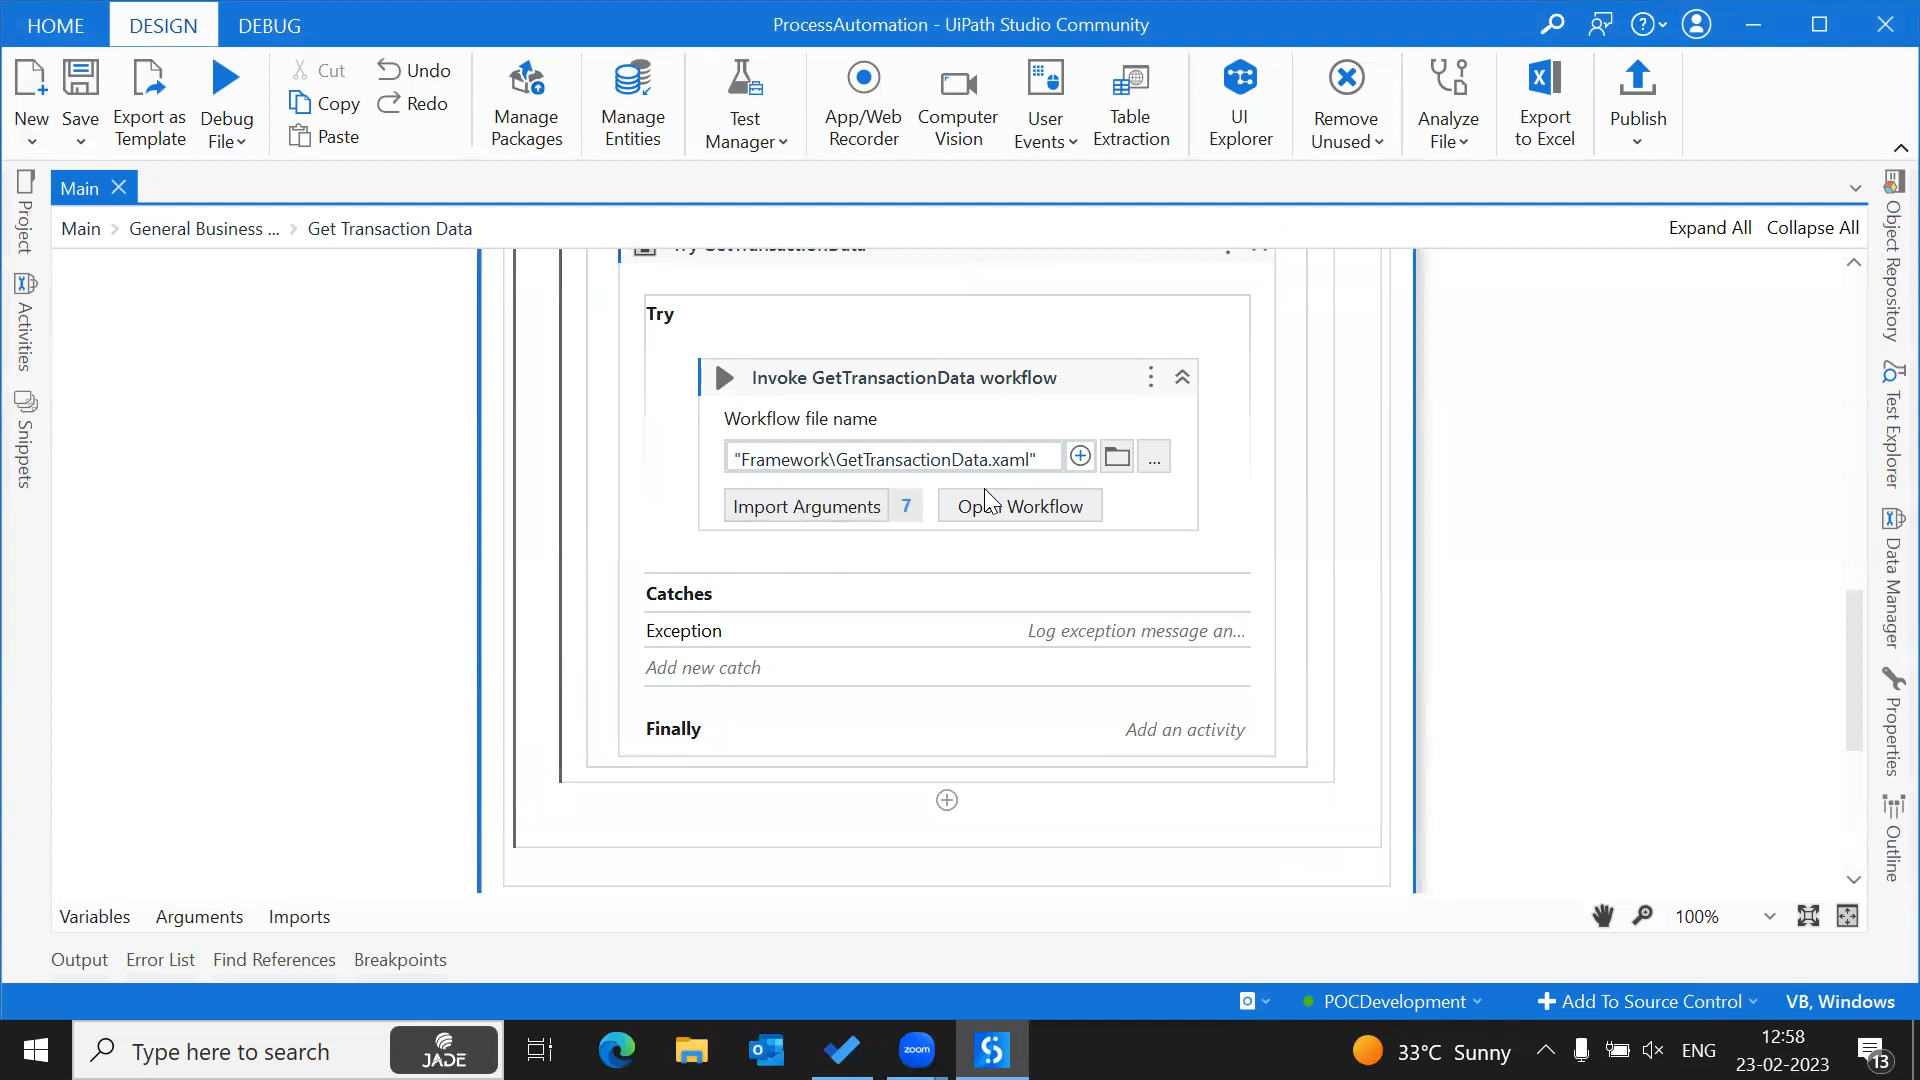 HOME
DESIGN
DEBUG
ProcessAutomation - UiPath Studio Community
New
Save
Export as
Template
Debug
File
Cut
Copy
Paste
Undo
Redo
Manage
Packages
Manage
Entities
Test
Manager
App/Web
Recorder
Computer
Vision
User
Events
Table
Extraction
UI
Explorer
Remove
Unused
Analyze
File
Export
to Excel
Publish
Main
Main > General Business ... > Get Transaction Data
Expand All Collapse All
Project
Activities
Snippets
Try
Invoke GetTransactionData workflow
Workflow file name
"Framework\GetTransactionData.xaml"
...
Import Arguments 7
Open Workflow
Catches
Exception
Log exception message an...
Add new catch
Finally
Add an activity
Object Repository
Test Explorer
Data Manager
Properties
Outline
Variables Arguments Imports
100%
Output Error List Find References Breakpoints
POCDevelopment
Add To Source Control
VB, Windows
Type here to search
JADE
zoom
33°C Sunny
ENG
12:58
23-02-2023
13